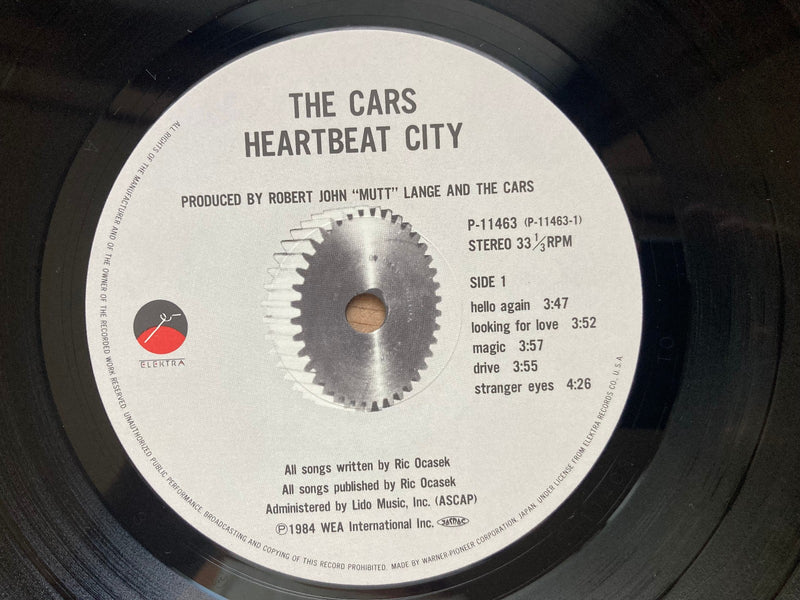 THE CARS
HEARTBEAT CITY
PRODUCED BY ROBERT JOHN “MUTT” LANGE AND THE CARS
P-11463 (P-11463-1)
STEREO 33 1/3 RPM
SIDE 1
hello again 3:47
looking for love 3:52
magic 3:57
drive 3:55
stranger eyes 4:26
ELEKTRA
All songs written by Ric Ocasek
All songs published by Ric Ocasek
Administered by Lido Music, Inc. (ASCAP)
Ⓟ1984 WEA International Inc. JASRAC
ALL RIGHTS OF THE MANUFACTURER AND OF THE OWNER OF THE RECORDED WORK RESERVED. UNAUTHORIZED PUBLIC PERFORMANCE, BROADCASTING AND COPYING OF THIS RECORD PROHIBITED. MADE BY WARNER-PIONEER CORPORATION, JAPAN, UNDER LICENSE FROM ELEKTRA RECORDS CO., U.S.A.